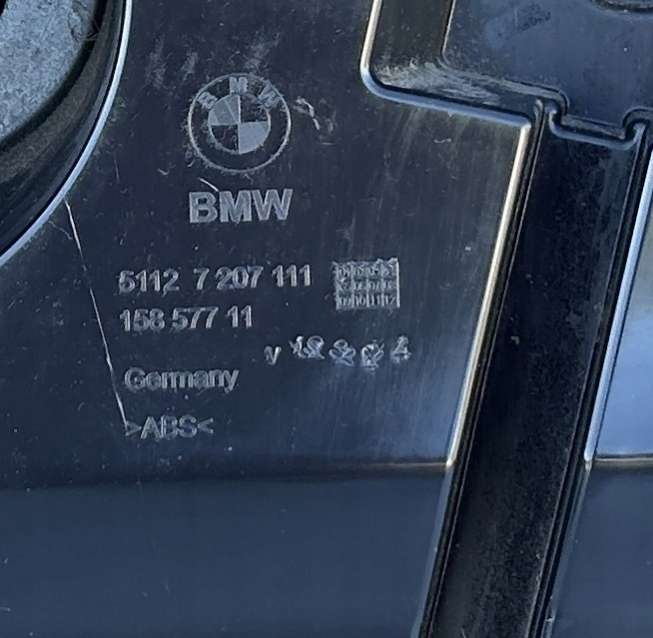 BMW
BMW
5112 7 207 111
158 577 11
Germany
>ABS<